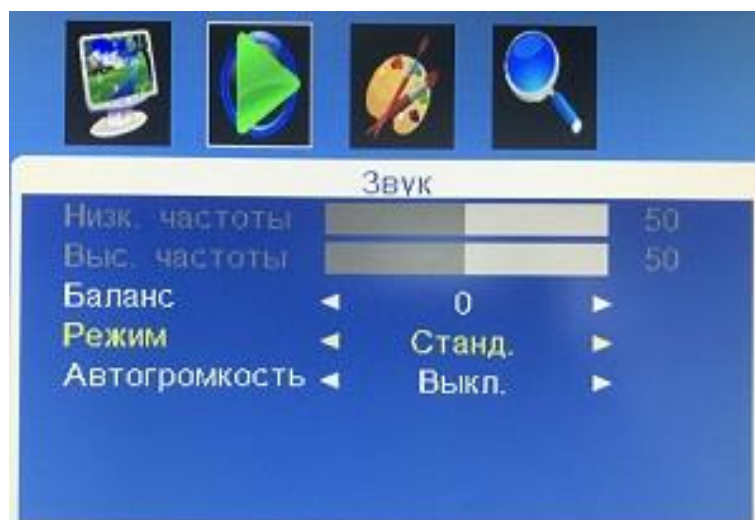 Звук
Низк. частоты 50
Выс. частоты 50
Баланс 0
Режим Станд.
Автогромкость Выкл.